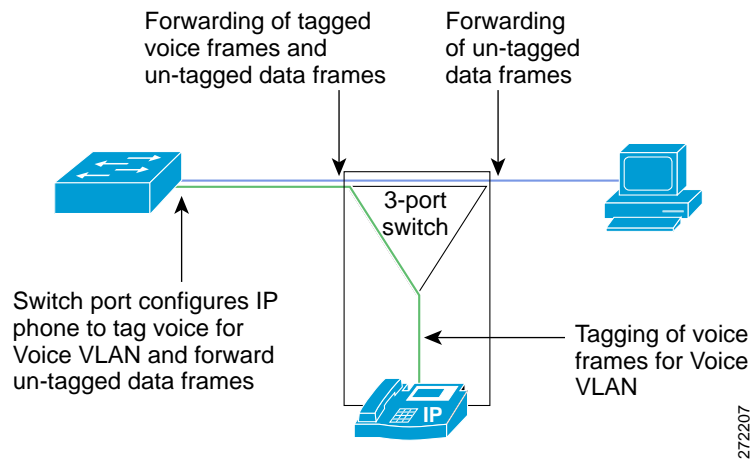 Forwarding of tagged
voice frames and
un-tagged data frames
Forwarding
of un-tagged
data frames
3-port
switch
Switch port configures IP
phone to tag voice for
Voice VLAN and forward
un-tagged data frames
Tagging of voice
frames for Voice
VLAN
IP
272207